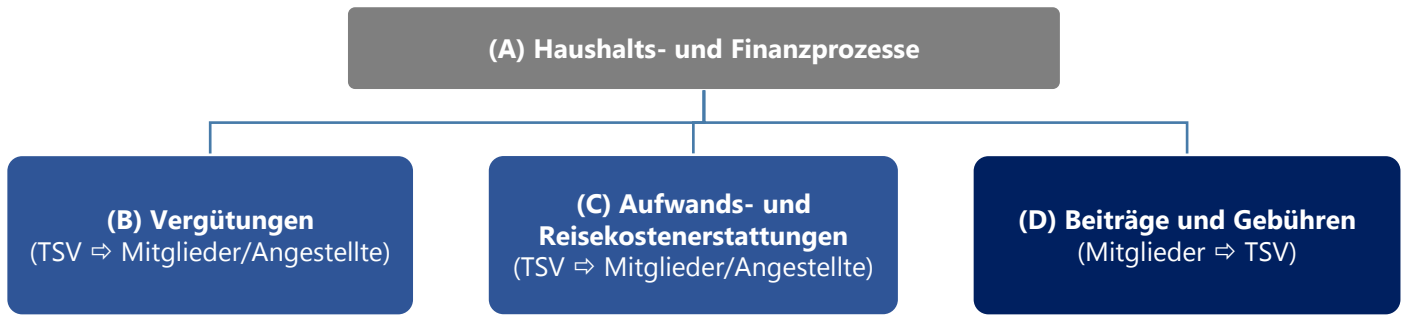 (A) Haushalts- und Finanzprozesse
(B) Vergütungen
(TSV ⇨ Mitglieder/Angestellte)
(C) Aufwands- und
Reisekostenerstattungen
(TSV ⇨ Mitglieder/Angestellte)
(D) Beiträge und Gebühren
(Mitglieder ⇨ TSV)